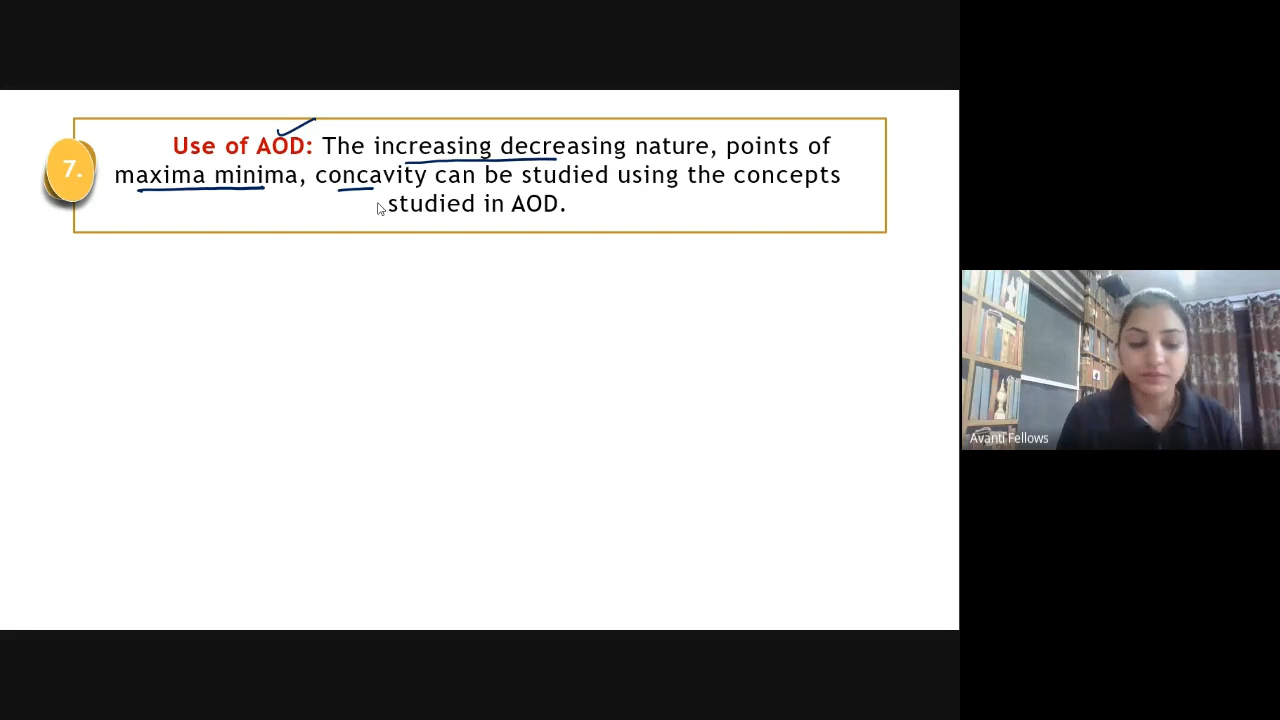 7.
Use of AOD: The increasing decreasing nature, points of
maxima minima, concavity can be studied using the concepts
studied in AOD.
Avanti Fellows